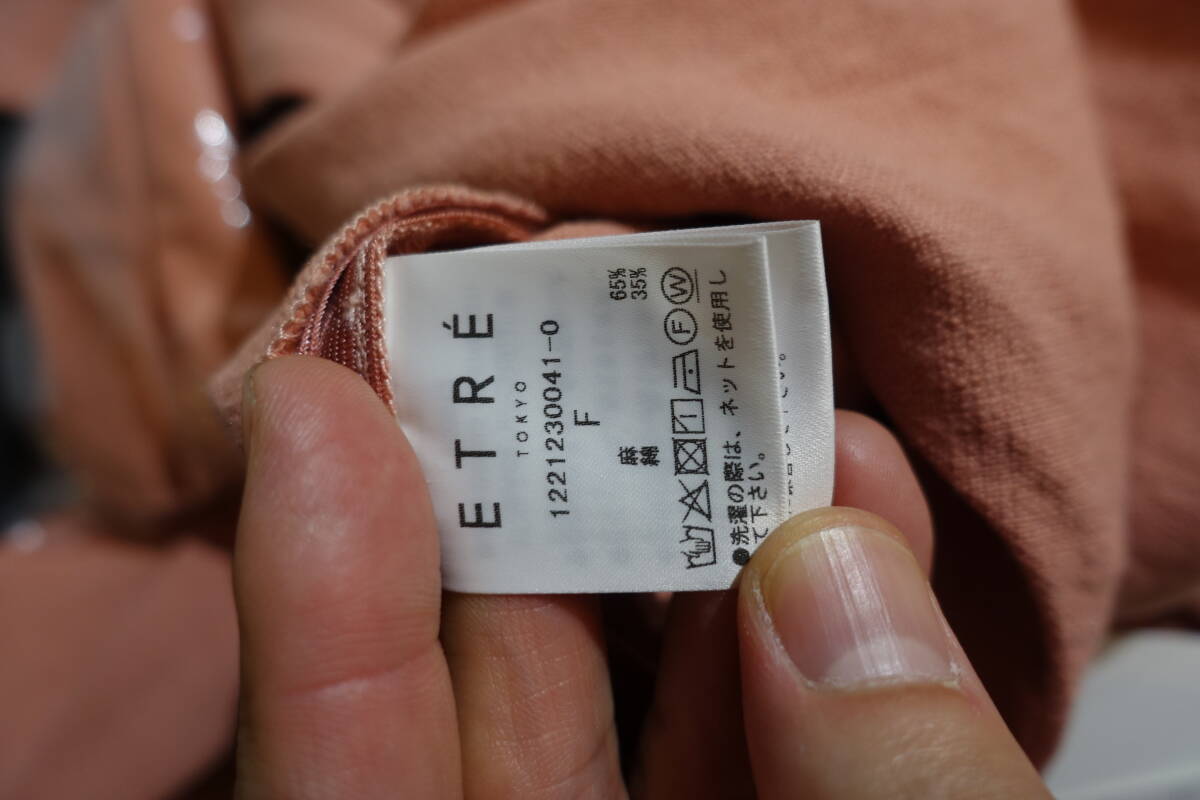 ETRÉ
TOKYO
1221230041-0
F
麻 65%
綿 35%
F W
●洗濯の際は、ネットを使用し
て下さい。